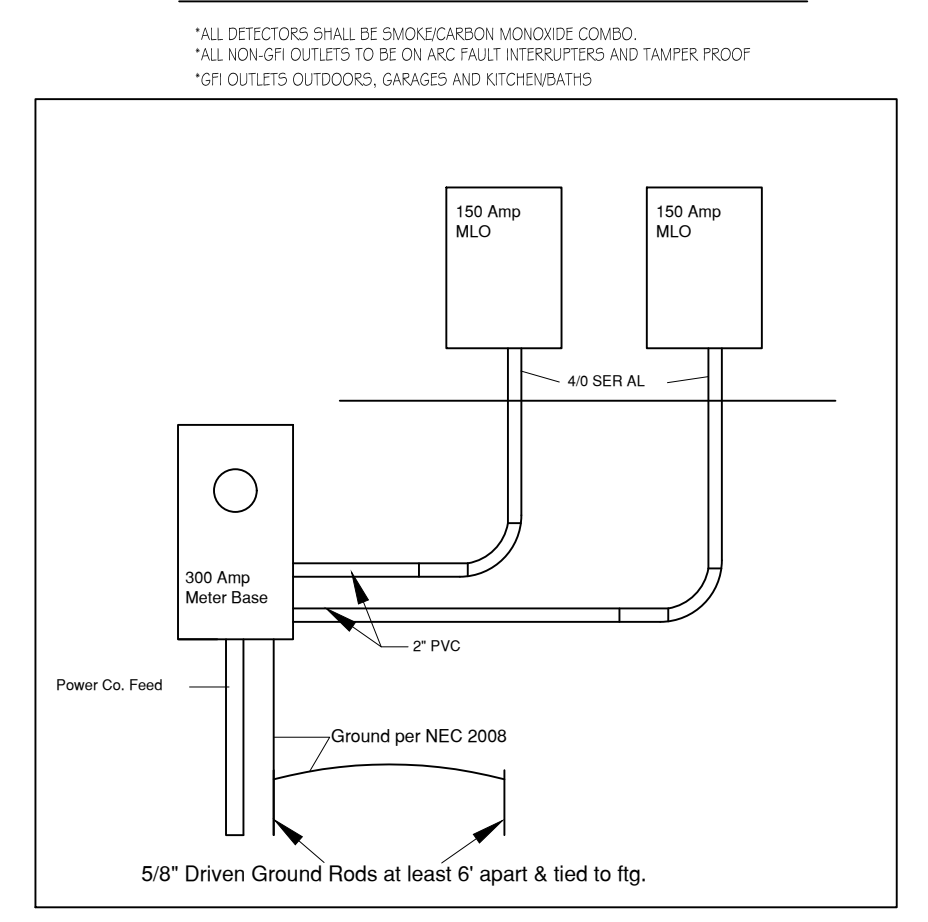 *ALL DETECTORS SHALL BE SMOKE/CARBON MONOXIDE COMBO.
*ALL NON-GFI OUTLETS TO BE ON ARC FAULT INTERRUPTERS AND TAMPER PROOF
*GFI OUTLETS OUTDOORS, GARAGES AND KITCHEN/BATHS
150 Amp
MLO
150 Amp
MLO
4/0 SER AL
300 Amp
Meter Base
2" PVC
Power Co. Feed
Ground per NEC 2008
5/8" Driven Ground Rods at least 6' apart & tied to ftg.